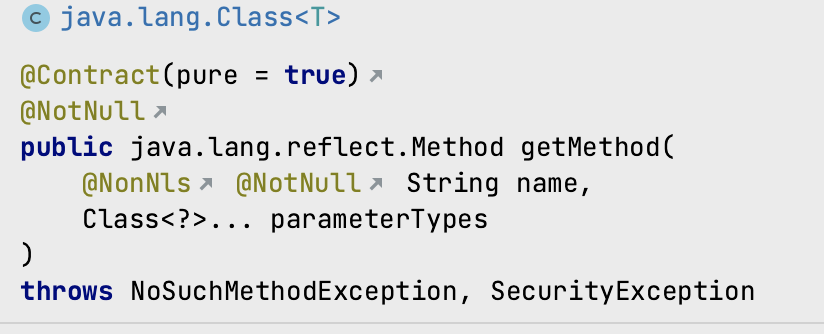 C java.lang.Class<T>
@Contract(pure = true)
@NotNull
public java.lang.reflect.Method getMethod(
@NonNls @NotNull String name,
Class<?>... parameterTypes
)
throws NoSuchMethodException, SecurityException